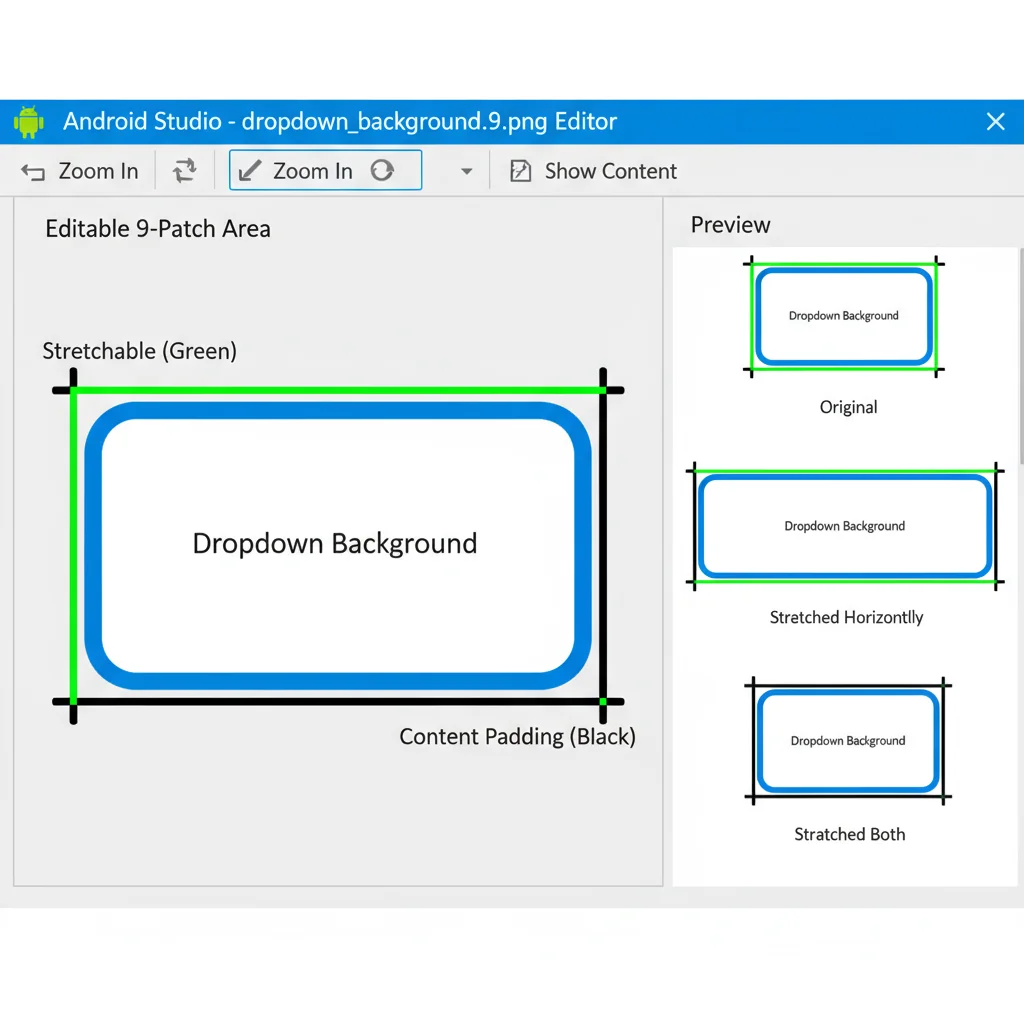 Android Studio - dropdown_background.9.png Editor
Zoom In
Zoom In
Show Content
Editable 9-Patch Area
Stretchable (Green)
Dropdown Background
Content Padding (Black)
Preview
Dropdown Background
Original
Dropdown Background
Stretched Horizontlly
Dropdown Background
Stratched Both